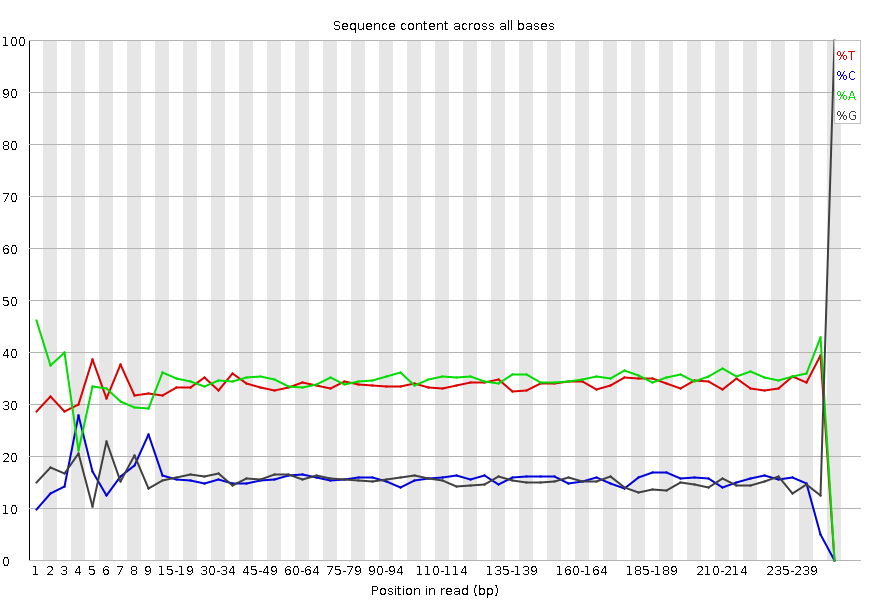 Sequence content across all bases
100
90
80
70
60
50
40
30
20
10
0
%T
%C
%A
%G
1 2 3 4 5 6 7 8 9 15-19 30-34 45-49 60-64 75-79 90-94 110-114 135-139 160-164 185-189 210-214 235-239
Position in read (bp)